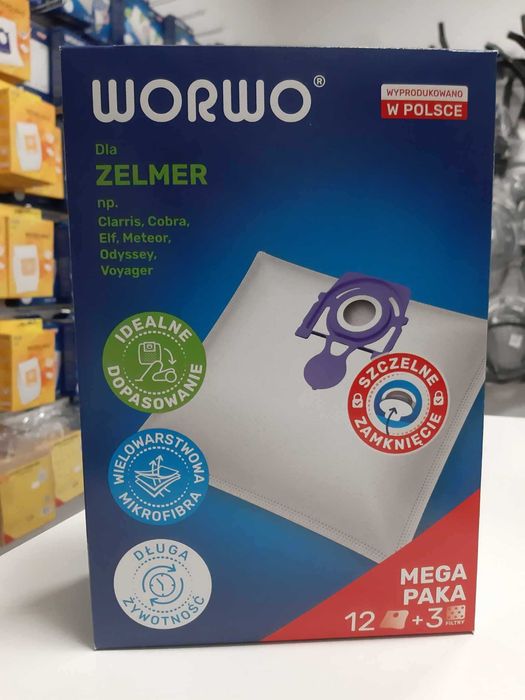 WORWO®
WYPRODUKOWANO
W POLSCE
Dla
ZELMER
np.
Clarris, Cobra,
Elf, Meteor,
Odyssey,
Voyager
IDEALNE
DOPASOWANIE
SZCZELNE
ZAMKNIĘCIE
WIELOWARSTWOWA
MIKROFIBRA
DŁUGA
ŻYWOTNOŚĆ
MEGA
PAKA
12 +3 FILTRY